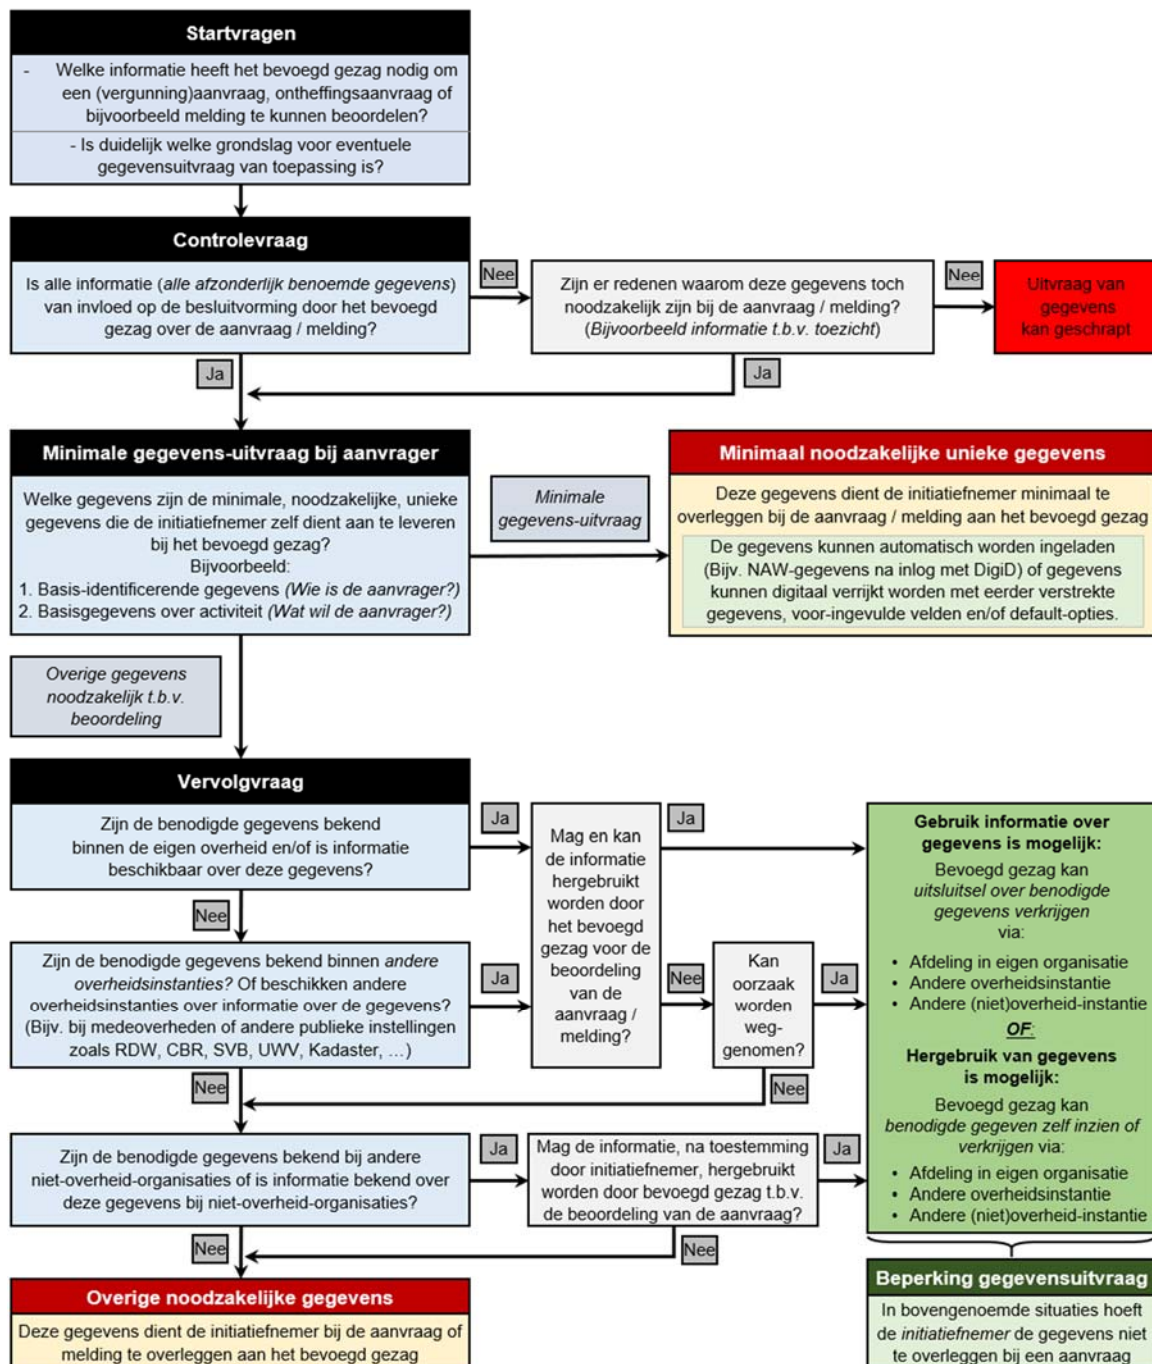 Startvragen
- Welke informatie heeft het bevoegd gezag nodig om
een (vergunning)aanvraag, ontheffingsaanvraag of
bijvoorbeeld melding te kunnen beoordelen?
- Is duidelijk welke grondslag voor eventuele
gegevensuitvraag van toepassing is?
Controlevraag
Is alle informatie (alle afzonderlijk benoemde gegevens)
van invloed op de besluitvorming door het bevoegd
gezag over de aanvraag / melding?
Nee
Zijn er redenen waarom deze gegevens toch
noodzakelijk zijn bij de aanvraag / melding?
(Bijvoorbeeld informatie t.b.v. toezicht)
Nee
Uitvraag van
gegevens
kan geschrapt
Ja
Ja
Minimale gegevens-uitvraag bij aanvrager
Welke gegevens zijn de minimale, noodzakelijke, unieke
gegevens die de initiatiefnemer zelf dient aan te leveren
bij het bevoegd gezag?
Bijvoorbeeld:
1. Basis-identificerende gegevens (Wie is de aanvrager?)
2. Basisgegevens over activiteit (Wat wil de aanvrager?)
Minimale
gegevens-uitvraag
Minimaal noodzakelijke unieke gegevens
Deze gegevens dient de initiatiefnemer minimaal te
overleggen bij de aanvraag / melding aan het bevoegd gezag
De gegevens kunnen automatisch worden ingeladen
(Bijv. NAW-gegevens na inlog met DigiD) of gegevens
kunnen digitaal verrijkt worden met eerder verstrekte
gegevens, voor-ingevulde velden en/of default-opties.
Overige gegevens
noodzakelijk t.b.v.
beoordeling
Vervolgvraag
Zijn de benodigde gegevens bekend
binnen de eigen overheid en/of is informatie
beschikbaar over deze gegevens?
Ja
Mag en kan
de informatie
hergebruikt
worden door
het bevoegd
gezag voor de
beoordeling
van de
aanvraag /
melding?
Ja
Nee
Zijn de benodigde gegevens bekend binnen andere
overheidsinstanties? Of beschikken andere
overheidsinstanties over informatie over de gegevens?
(Bijv. bij medeoverheden of andere publieke instellingen
zoals RDW, CBR, SVB, UWV, Kadaster, …)
Ja
Nee
Kan
oorzaak
worden
weg-
genomen?
Ja
Nee
Nee
Gebruik informatie over
gegevens is mogelijk:
Bevoegd gezag kan
uitsluitsel over benodigde
gegevens verkrijgen
via:
• Afdeling in eigen organisatie
• Andere overheidsinstantie
• Andere (niet)overheid-instantie
OF:
Hergebruik van gegevens
is mogelijk:
Bevoegd gezag kan
benodigde gegeven zelf inzien of
verkrijgen via:
• Afdeling in eigen organisatie
• Andere overheidsinstantie
• Andere (niet)overheid-instantie
Zijn de benodigde gegevens bekend bij andere
niet-overheid-organisaties of is informatie bekend over
deze gegevens bij niet-overheid-organisaties?
Ja
Mag de informatie, na toestemming
door initiatiefnemer, hergebruikt
worden door bevoegd gezag t.b.v.
de beoordeling van de aanvraag?
Ja
Nee
Nee
Overige noodzakelijke gegevens
Deze gegevens dient de initiatiefnemer bij de aanvraag of
melding te overleggen aan het bevoegd gezag
Beperking gegevensuitvraag
In bovengenoemde situaties hoeft
de initiatiefnemer de gegevens niet
te overleggen bij een aanvraag